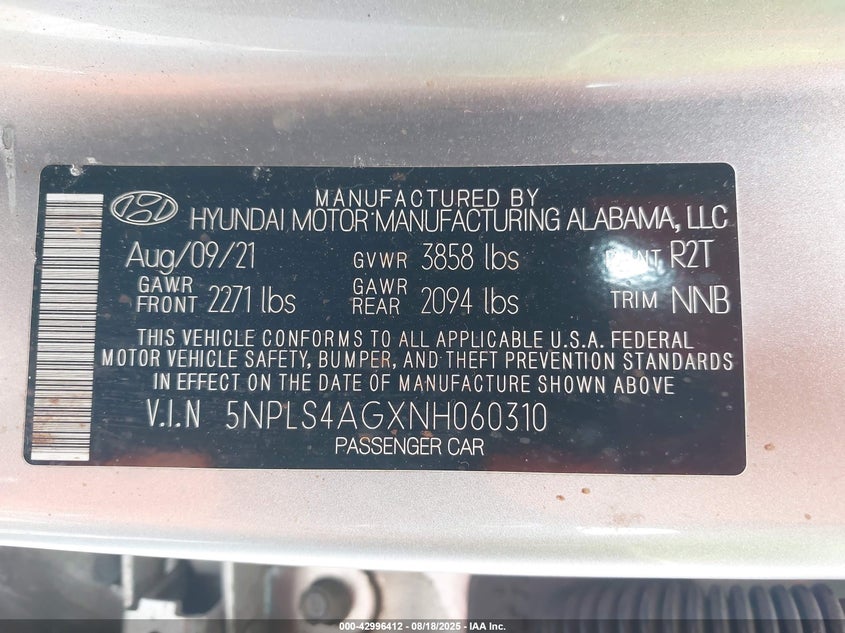 MANUFACTURED BY
HYUNDAI MOTOR MANUFACTURING ALABAMA, LLC
Aug/09/21 GVWR 3858 lbs PAINT R2T
GAWR FRONT 2271 lbs GAWR REAR 2094 lbs TRIM NNB
THIS VEHICLE CONFORMS TO ALL APPLICABLE U.S.A. FEDERAL
MOTOR VEHICLE SAFETY, BUMPER, AND THEFT PREVENTION STANDARDS
IN EFFECT ON THE DATE OF MANUFACTURE SHOWN ABOVE
V.I.N 5NPLS4AGXNH060310
PASSENGER CAR
000-42996412 - 08/18/2025 - IAA Inc.